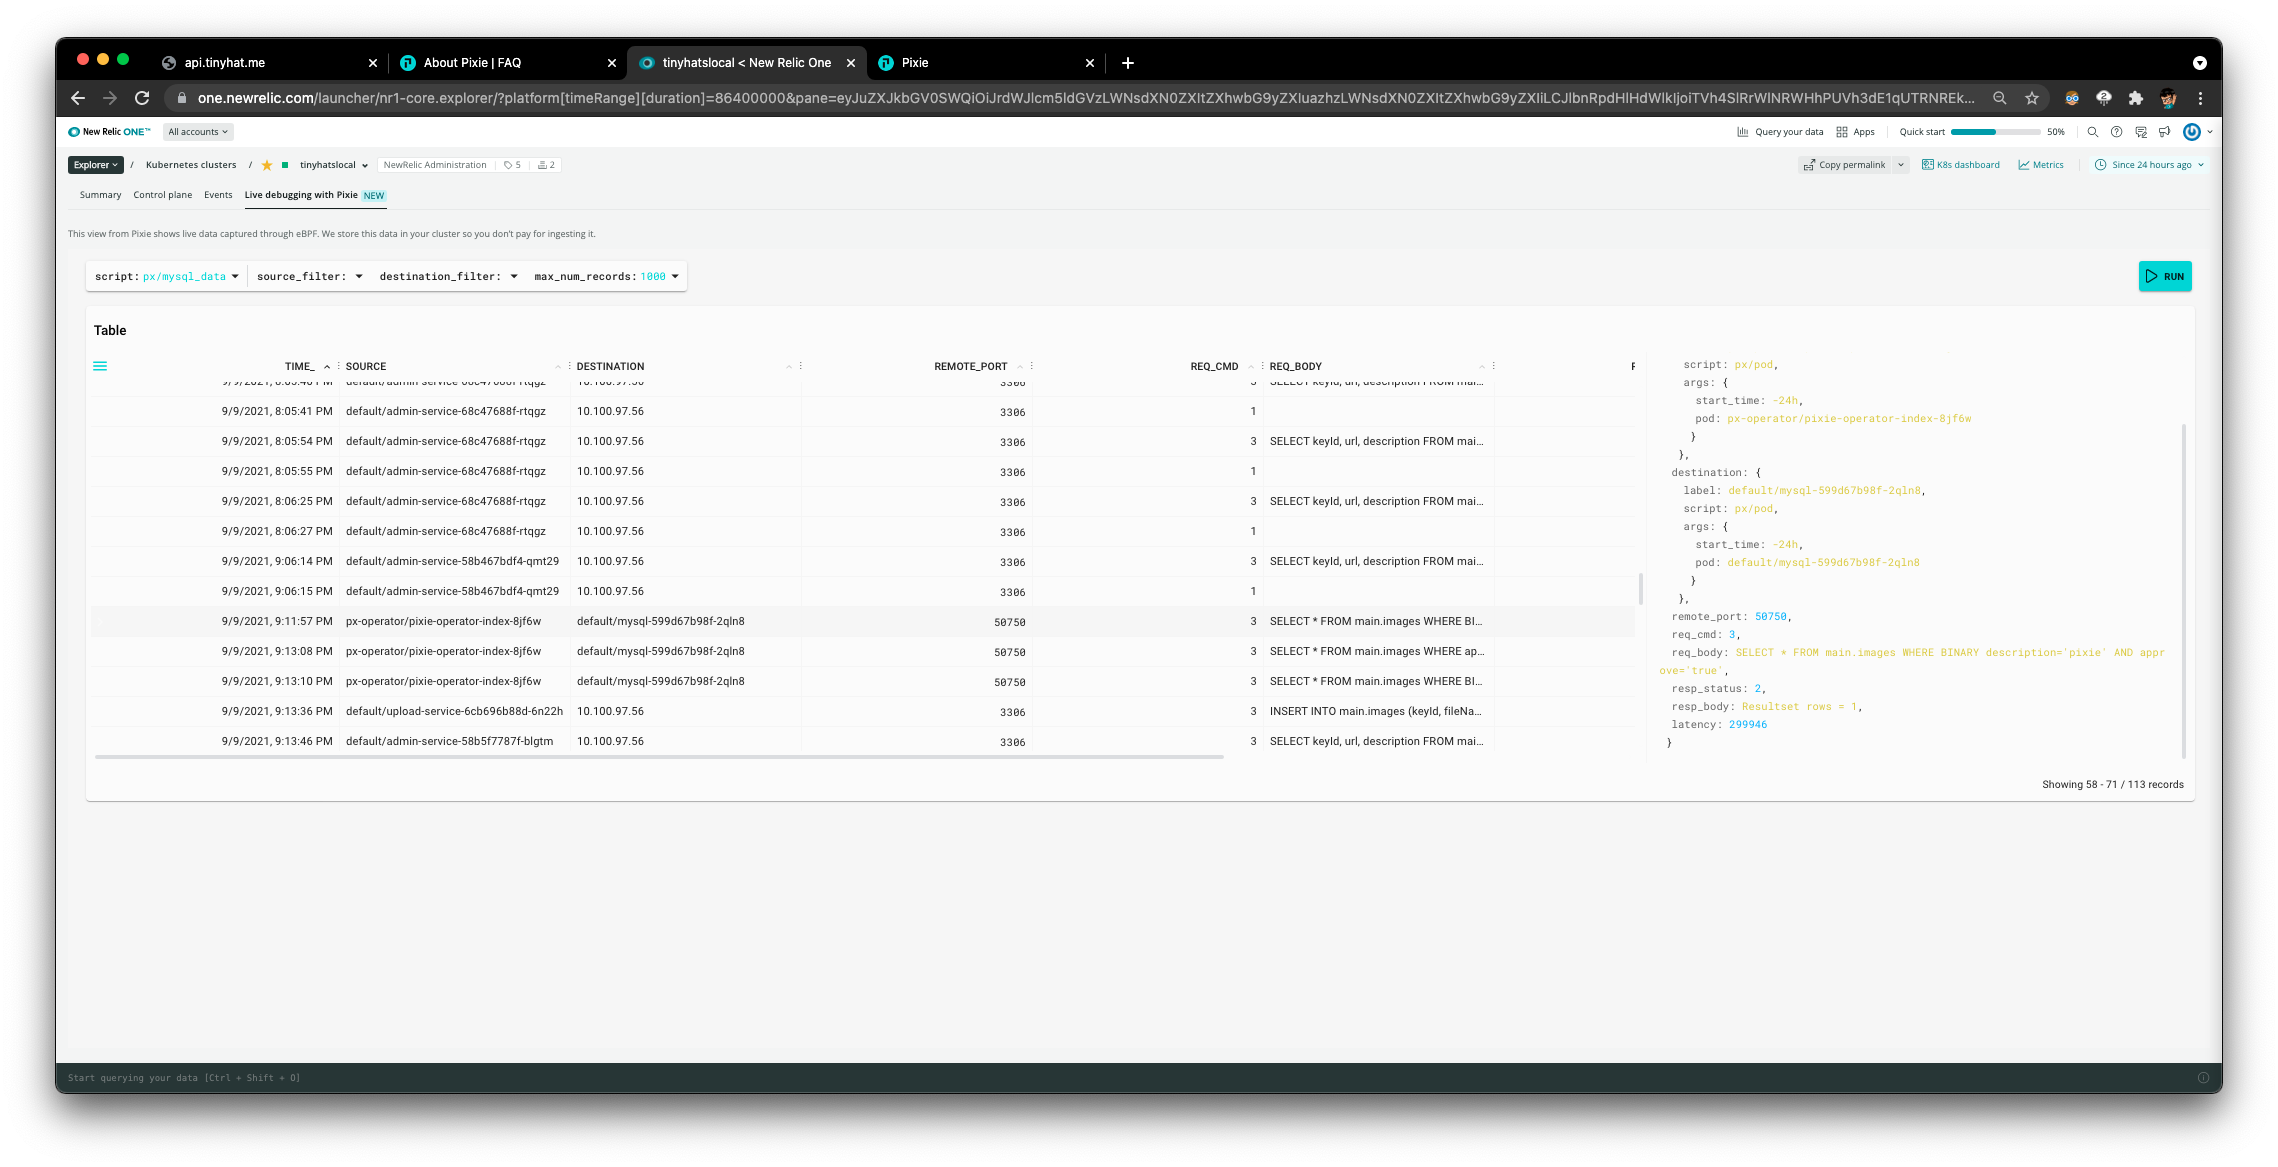 api.tinyhat.me
About Pixie | FAQ
tinyhatslocal < New Relic One
Pixie
one.newrelic.com/launcher/nr1-core.explorer/?platform[timeRange][duration]=86400000&pane=
New Relic ONE™
All accounts
Query your data
Apps
Quick start
50%
Explorer / Kubernetes clusters / tinyhatslocal
NewRelic Administration
5
2
Copy permalink
K8s dashboard
Metrics
Since 24 hours ago
Summary
Control plane
Events
Live debugging with Pixie NEW
This view from Pixie shows live data captured through eBPF. We store this data in your cluster so you don't pay for ingesting it.
script: px/mysql_data
source_filter:
destination_filter:
max_num_records: 1000
RUN
Table
TIME_ SOURCE DESTINATION REMOTE_PORT REQ_CMD REQ_BODY
9/9/2021, 8:05:41 PM default/admin-service-68c47688f-rtqgz 10.100.97.56 3306 1
9/9/2021, 8:05:54 PM default/admin-service-68c47688f-rtqgz 10.100.97.56 3306 3 SELECT keyId, url, description FROM mai...
9/9/2021, 8:05:55 PM default/admin-service-68c47688f-rtqgz 10.100.97.56 3306 1
9/9/2021, 8:06:25 PM default/admin-service-68c47688f-rtqgz 10.100.97.56 3306 3 SELECT keyId, url, description FROM mai...
9/9/2021, 8:06:27 PM default/admin-service-68c47688f-rtqgz 10.100.97.56 3306 1
9/9/2021, 9:06:14 PM default/admin-service-58b467bdf4-qmt29 10.100.97.56 3306 3 SELECT keyId, url, description FROM mai...
9/9/2021, 9:06:15 PM default/admin-service-58b467bdf4-qmt29 10.100.97.56 3306 1
9/9/2021, 9:11:57 PM px-operator/pixie-operator-index-8jf6w default/mysql-599d67b98f-2qln8 50750 3 SELECT * FROM main.images WHERE BI...
9/9/2021, 9:13:08 PM px-operator/pixie-operator-index-8jf6w default/mysql-599d67b98f-2qln8 50750 3 SELECT * FROM main.images WHERE ap...
9/9/2021, 9:13:10 PM px-operator/pixie-operator-index-8jf6w default/mysql-599d67b98f-2qln8 50750 3 SELECT * FROM main.images WHERE BI...
9/9/2021, 9:13:36 PM default/upload-service-6cb696b88d-6n22h 10.100.97.56 3306 3 INSERT INTO main.images (keyId, fileNa...
9/9/2021, 9:13:46 PM default/admin-service-58b5f7787f-blgtm 10.100.97.56 3306 3 SELECT keyId, url, description FROM mai...
script: px/pod,
args: {
start_time: -24h,
pod: px-operator/pixie-operator-index-8jf6w
}
},
destination: {
label: default/mysql-599d67b98f-2qln8,
script: px/pod,
args: {
start_time: -24h,
pod: default/mysql-599d67b98f-2qln8
}
},
remote_port: 50750,
req_cmd: 3,
req_body: SELECT * FROM main.images WHERE BINARY description='pixie' AND appr
ove='true',
resp_status: 2,
resp_body: Resultset rows = 1,
latency: 299946
}
Showing 58 - 71 / 113 records
Start querying your data [Ctrl + Shift + O]